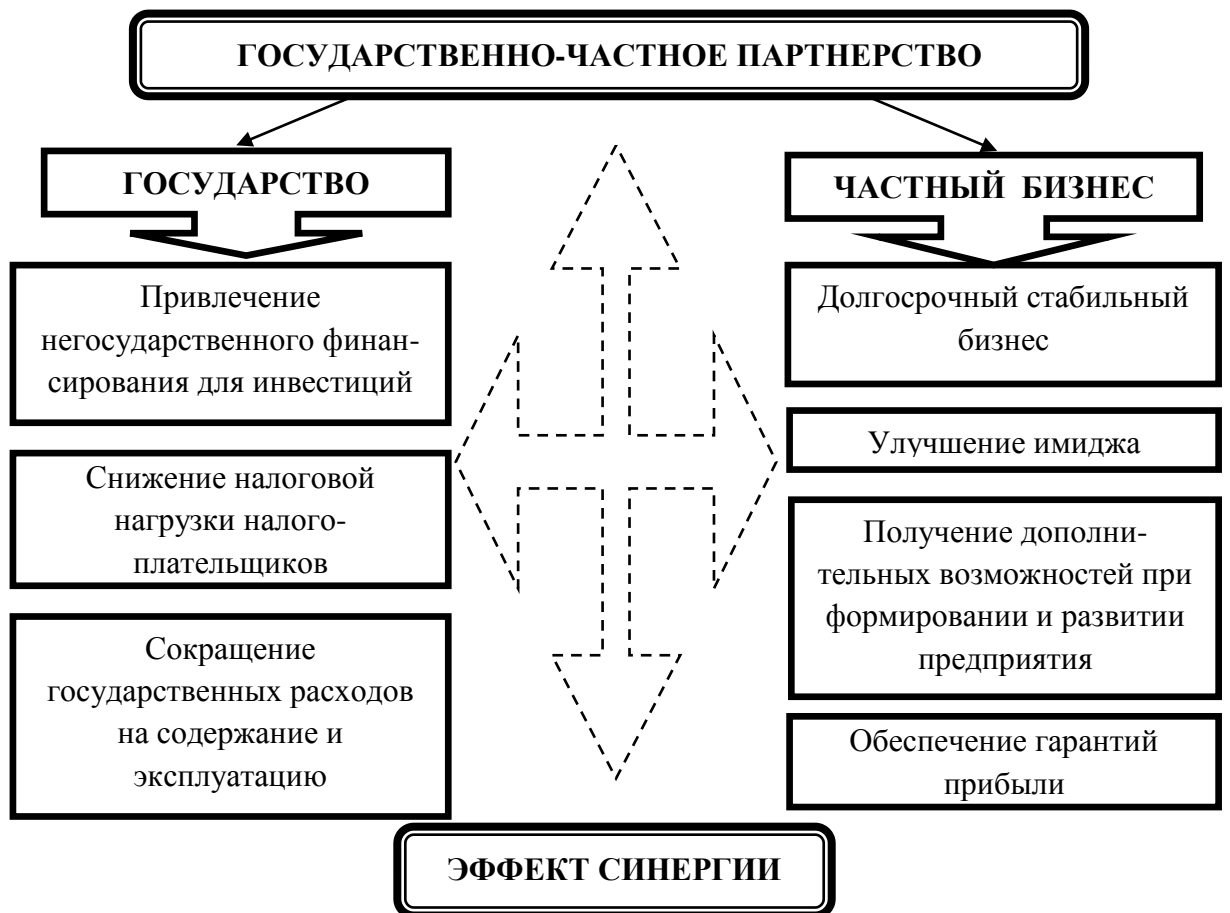 ГОСУДАРСТВЕННО-ЧАСТНОЕ ПАРТНЕРСТВО
ГОСУДАРСТВО
Привлечение
негосударственного финан-
сирования для инвестиций
Снижение налоговой
нагрузки налого-
плательщиков
Сокращение
государственных расходов
на содержание и
эксплуатацию
ЧАСТНЫЙ БИЗНЕС
Долгосрочный стабильный
бизнес
Улучшение имиджа
Получение дополни-
тельных возможностей при
формировании и развитии
предприятия
Обеспечение гарантий
прибыли
ЭФФЕКТ СИНЕРГИИ